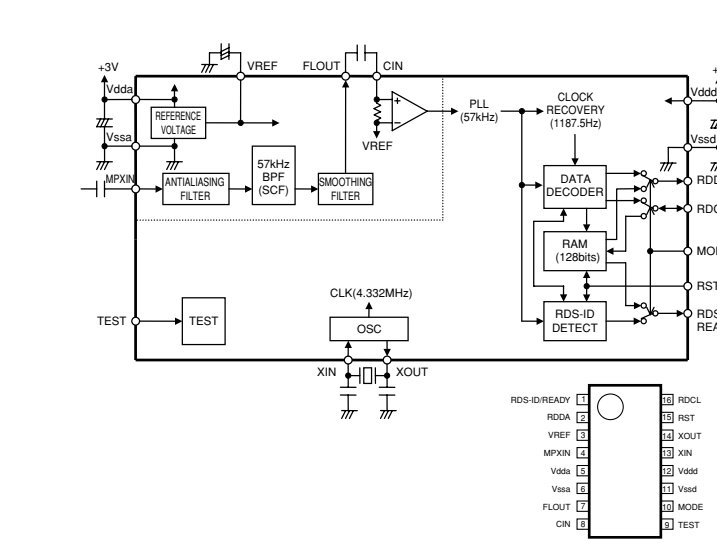 +3V
VREF
FLOUT
CIN
Vdda
REFERENCE
VOLTAGE
Vssa
VREF
PLL
(57kHz)
CLOCK
RECOVERY
(1187.5Hz)
Vddd
Vssd
MPXIN
ANTIALIASING
FILTER
57kHz
BPF
(SCF)
SMOOTHING
FILTER
DATA
DECODER
RAM
(128bits)
RST
CLK(4.332MHz)
TEST
TEST
OSC
RDS-ID
DETECT
XIN
XOUT
RDS-ID/READY 1
RDDA 2
VREF 3
MPXIN 4
Vdda 5
Vssa 6
FLOUT 7
CIN 8
16 RDCL
15 RST
14 XOUT
13 XIN
12 Vddd
11 Vssd
10 MODE
9 TEST